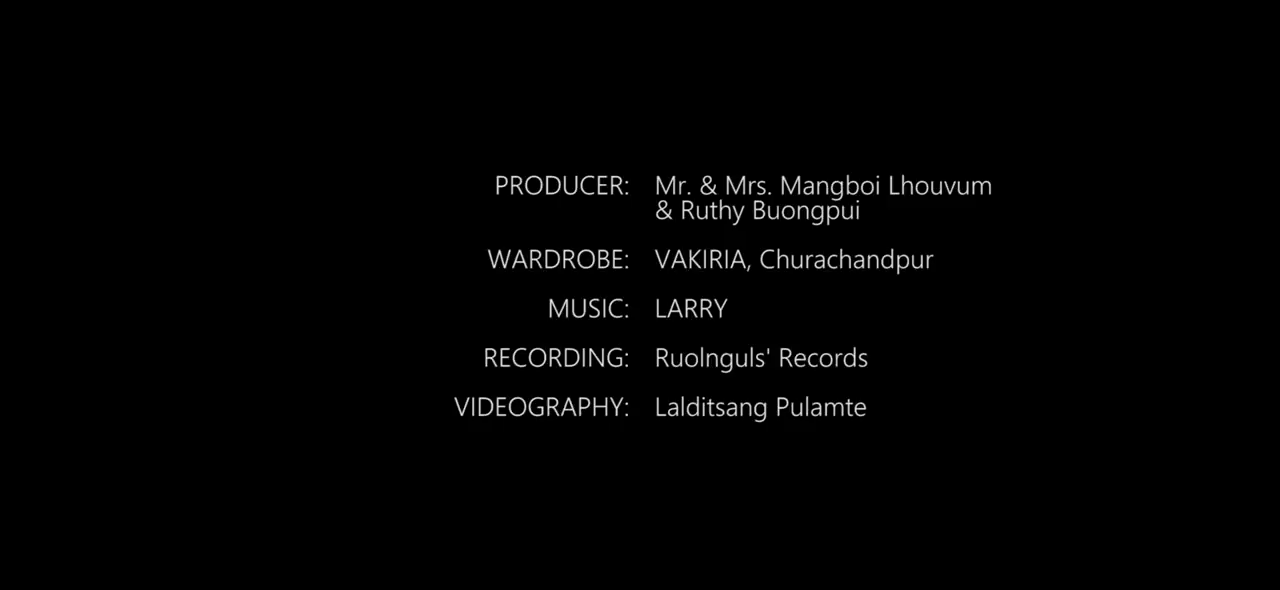 PRODUCER: Mr. & Mrs. Mangboi Lhouvum
& Ruthy Buongpui
WARDROBE: VAKIRIA, Churachandpur
MUSIC: LARRY
RECORDING: Ruolnguls' Records
VIDEOGRAPHY: Lalditsang Pulamte